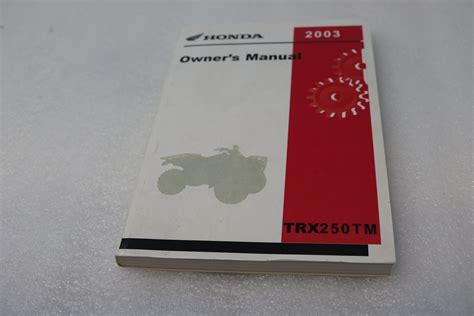 HONDA
2003
Owner's Manual
TRX250TM